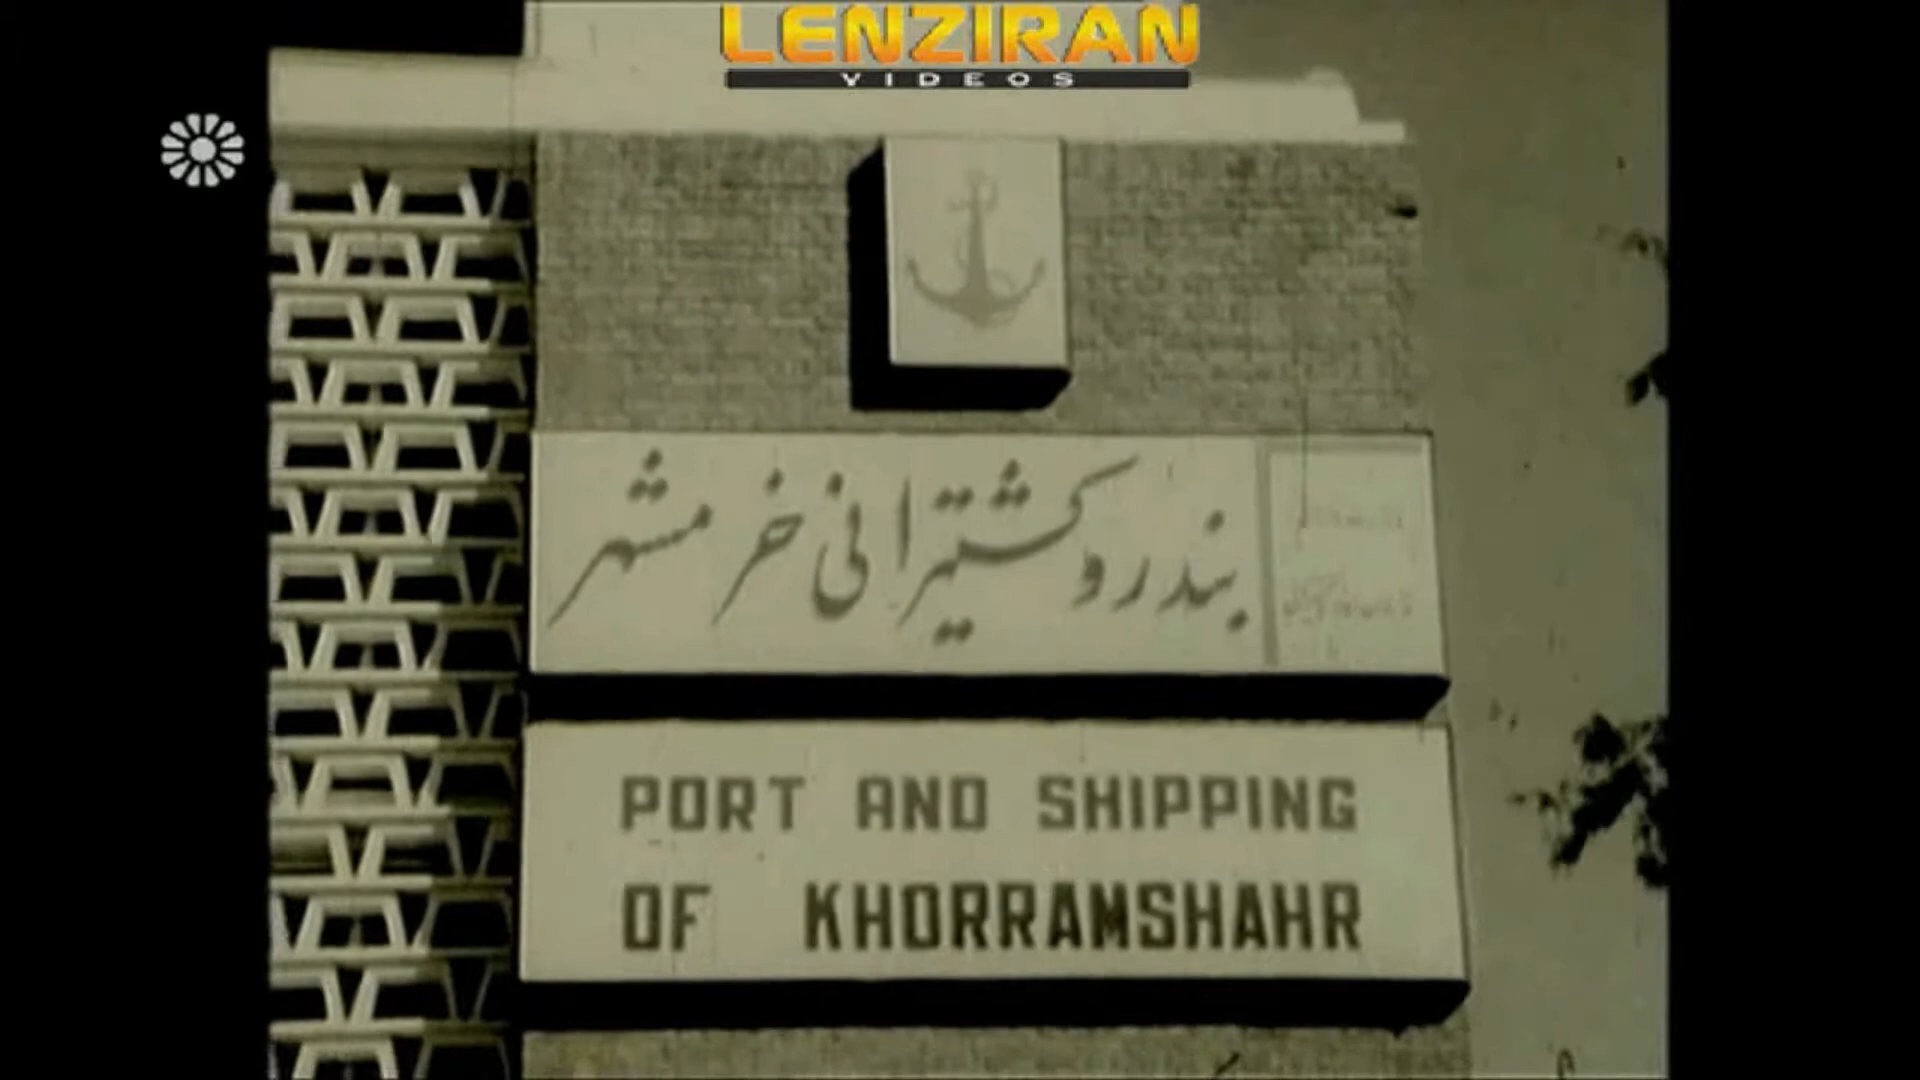 LENZIRAN
VIDEOS
بندر و کشتیرانی خرمشهر
PORT AND SHIPPING
OF KHORRAMSHAHR